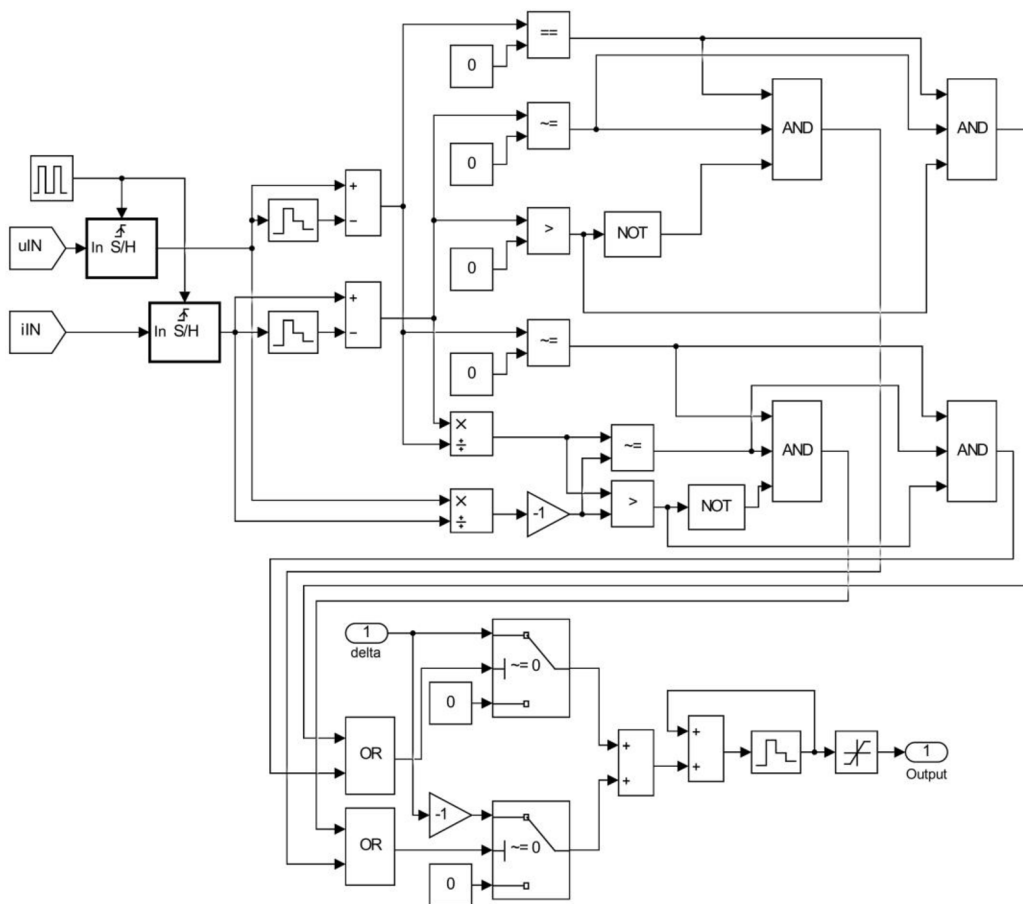 ==
0
~=
AND
AND
0
>
NOT
0
uIN
In S/H
+
−
iIN
In S/H
+
−
~=
0
×
÷
~=
AND
AND
×
÷
-1
>
NOT
1
delta
~= 0
0
OR
+
+
+
+
1
Output
-1
OR
~= 0
0